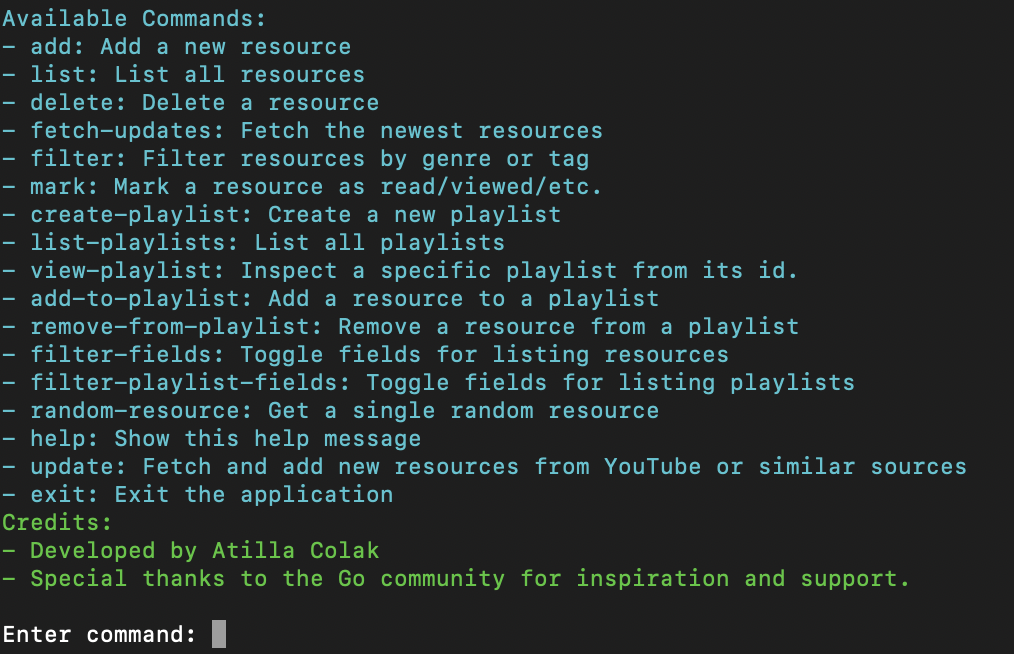 Available Commands:
- add: Add a new resource
- list: List all resources
- delete: Delete a resource
- fetch-updates: Fetch the newest resources
- filter: Filter resources by genre or tag
- mark: Mark a resource as read/viewed/etc.
- create-playlist: Create a new playlist
- list-playlists: List all playlists
- view-playlist: Inspect a specific playlist from its id.
- add-to-playlist: Add a resource to a playlist
- remove-from-playlist: Remove a resource from a playlist
- filter-fields: Toggle fields for listing resources
- filter-playlist-fields: Toggle fields for listing playlists
- random-resource: Get a single random resource
- help: Show this help message
- update: Fetch and add new resources from YouTube or similar sources
- exit: Exit the application
Credits:
- Developed by Atilla Colak
- Special thanks to the Go community for inspiration and support.
Enter command: